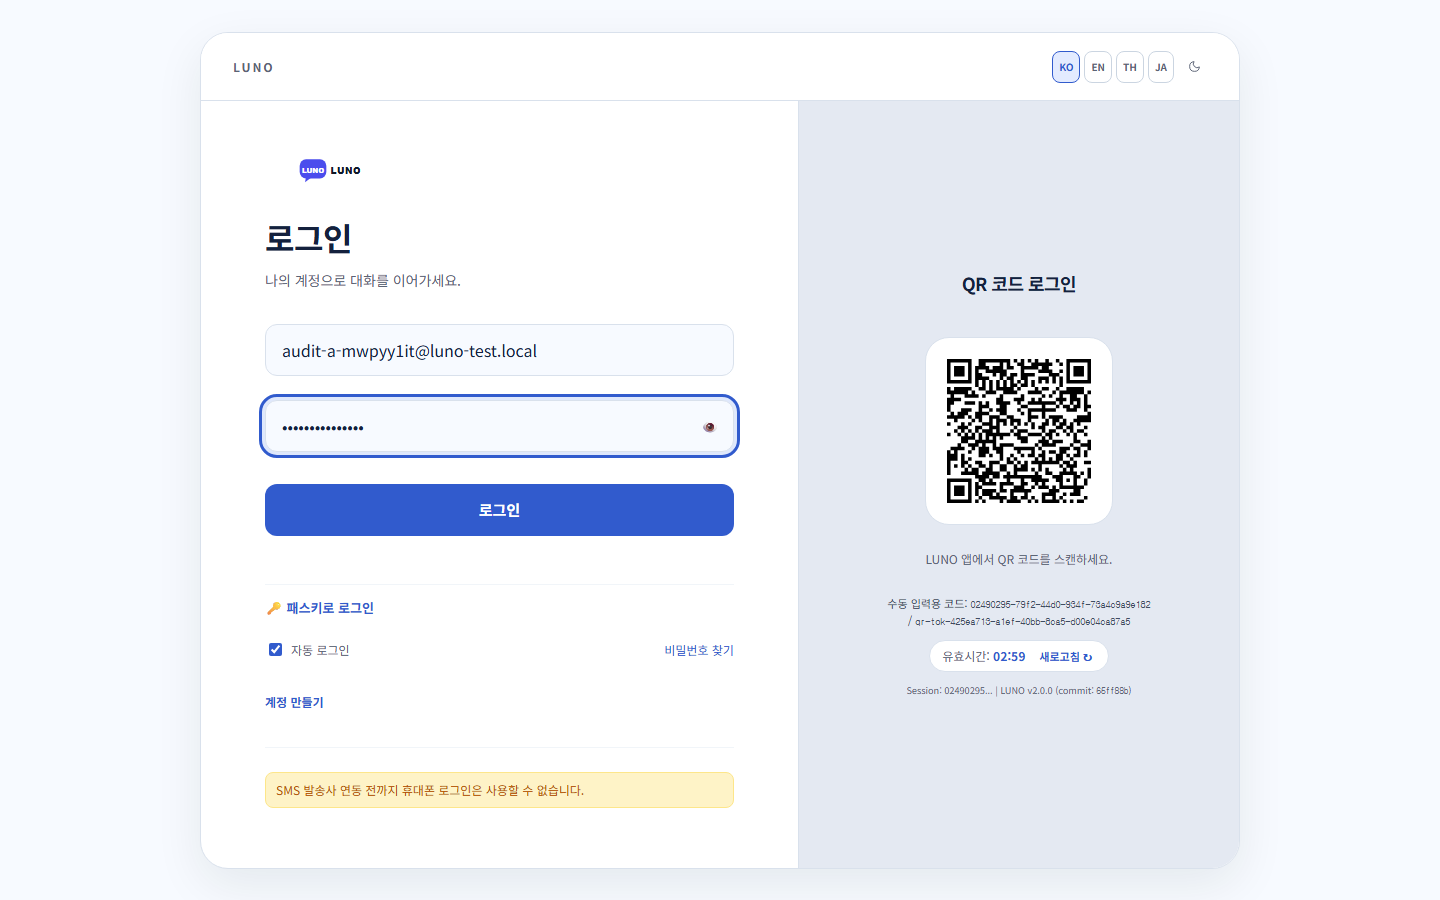 LUNO
KO EN TH JA
LUNO LUNO
로그인
나의 계정으로 대화를 이어가세요.
audit-a-mwpyy1it@luno-test.local
•••••••••••••••
로그인
🔑 패스키로 로그인
자동 로그인
비밀번호 찾기
계정 만들기
SMS 발송사 연동 전까지 휴대폰 로그인은 사용할 수 없습니다.
QR 코드 로그인
LUNO 앱에서 QR 코드를 스캔하세요.
수동 입력용 코드: 02490295-79f2-44d0-934f-73a4c9a9e182
/ qr-tok-425ea713-a1ef-40bb-8ca5-d00e04ca87a5
유효시간: 02:59 새로고침 ↻
Session: 02490295... | LUNO v2.0.0 (commit: 65ff88b)